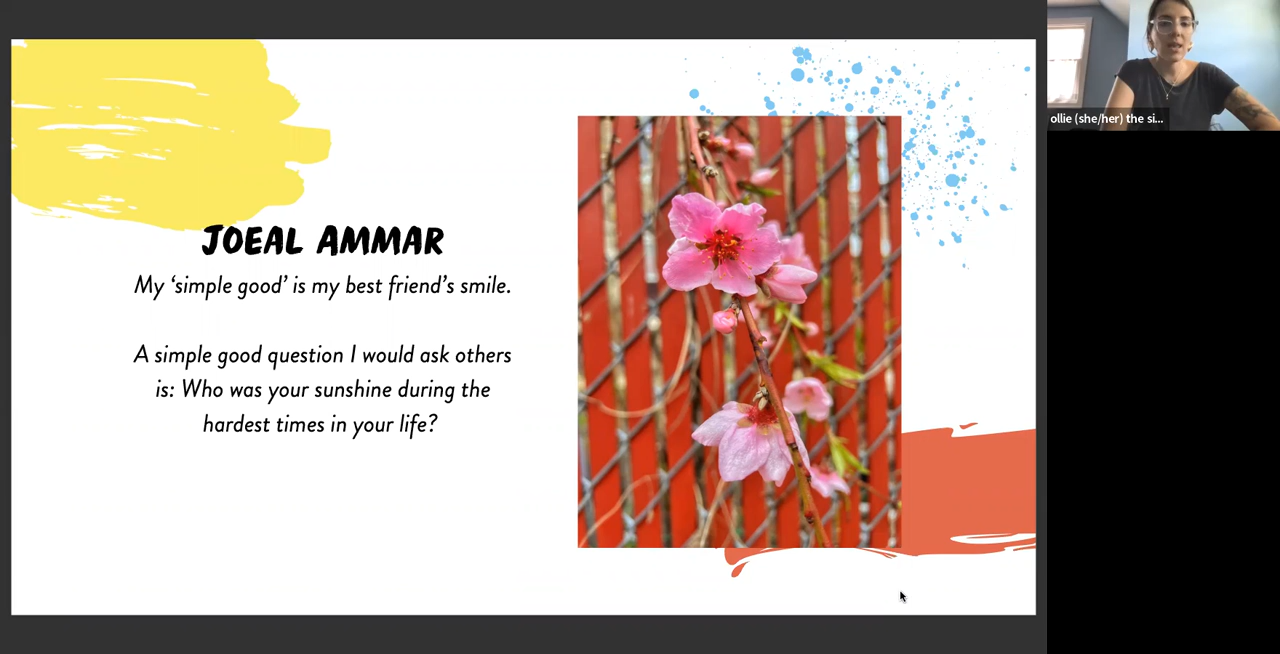 JOEAL AMMAR
My ‘simple good’ is my best friend’s smile.
A simple good question I would ask others
is: Who was your sunshine during the
hardest times in your life?
ollie (she/her) the si...